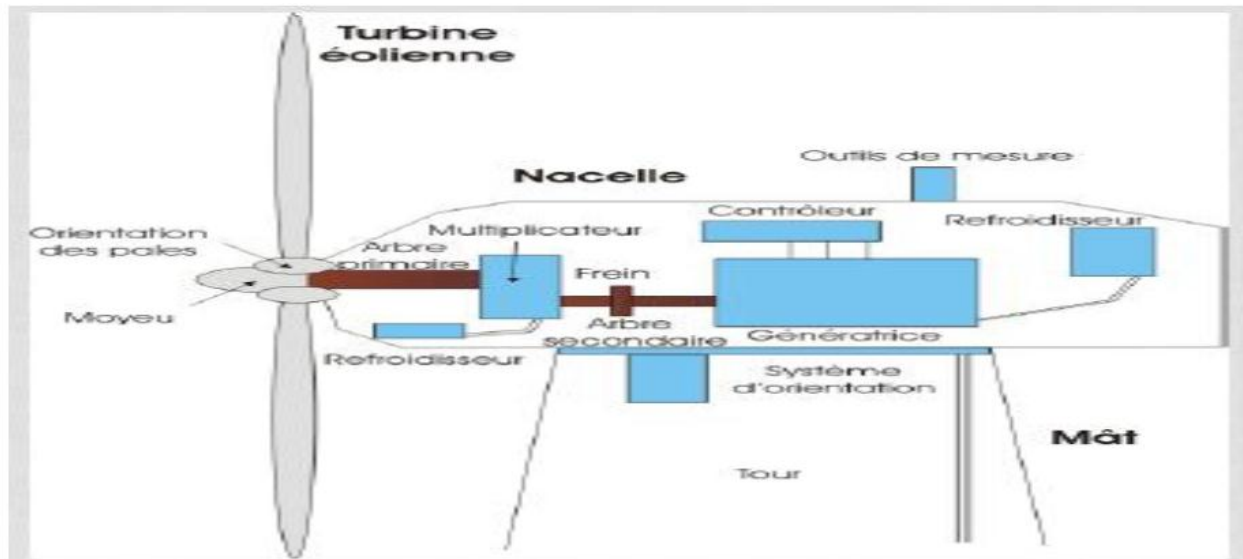 Turbine
éolienne
Outils de mesure
Nacelle
Contrôleur
Refroidisseur
Orientation
des pales
Multiplicateur
Arbre
primaire
Frein
Moyeu
Arbre
secondaire
Génératrice
Refroidisseur
Système
d'orientation
Mât
Tour